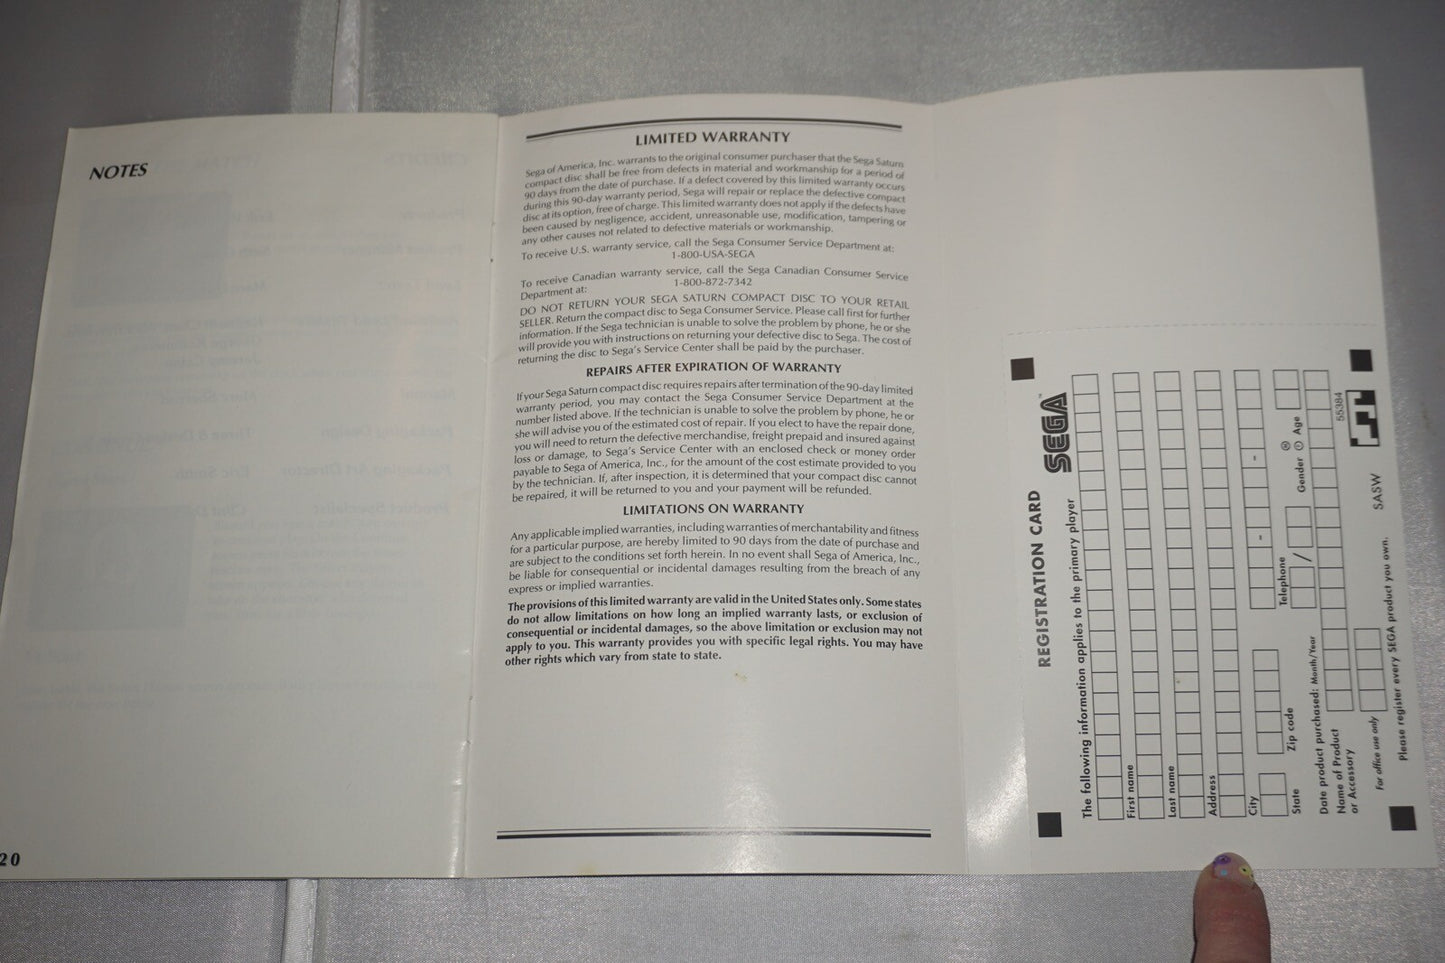 NOTES
20
LIMITED WARRANTY
Sega of America, Inc. warrants to the original consumer purchaser that the Sega Saturn
compact disc shall be free from defects in material and workmanship for a period of
90 days from the date of purchase. If a defect covered by this limited warranty occurs
during this 90-day warranty period, Sega will repair or replace the defective compact
disc at its option, free of charge. This limited warranty does not apply if the defects have
been caused by negligence, accident, unreasonable use, modification, tampering or
any other causes not related to defective materials or workmanship.
To receive U.S. warranty service, call the Sega Consumer Service Department at:
1-800-USA-SEGA
To receive Canadian warranty service, call the Sega Canadian Consumer Service
Department at:
1-800-872-7342
DO NOT RETURN YOUR SEGA SATURN COMPACT DISC TO YOUR RETAIL
SELLER. Return the compact disc to Sega Consumer Service. Please call first for further
information. If the Sega technician is unable to solve the problem by phone, he or she
will provide you with instructions on returning your defective disc to Sega. The cost of
returning the disc to Sega's Service Center shall be paid by the purchaser.
REPAIRS AFTER EXPIRATION OF WARRANTY
If your Sega Saturn compact disc requires repairs after termination of the 90-day limited
warranty period, you may contact the Sega Consumer Service Department at the
number listed above. If the technician is unable to solve the problem by phone, he or
she will advise you of the estimated cost of repair. If you elect to have the repair done,
you will need to return the defective merchandise, freight prepaid and insured against
loss or damage, to Sega's Service Center with an enclosed check or money order
payable to Sega of America, Inc., for the amount of the cost estimate provided to you
by the technician. If, after inspection, it is determined that your compact disc cannot
be repaired, it will be returned to you and your payment will be refunded.
LIMITATIONS ON WARRANTY
Any applicable implied warranties, including warranties of merchantability and fitness
for a particular purpose, are hereby limited to 90 days from the date of purchase and
are subject to the conditions set forth herein. In no event shall Sega of America, Inc.,
be liable for consequential or incidental damages resulting from the breach of any
express or implied warranties.
The provisions of this limited warranty are valid in the United States only. Some states
do not allow limitations on how long an implied warranty lasts, or exclusion of
consequential or incidental damages, so the above limitation or exclusion may not
apply to you. This warranty provides you with specific legal rights. You may have
other rights which vary from state to state.
REGISTRATION CARD
SEGA™
The following information applies to the primary player
First name
Last name
Address
City
State
Zip code
Telephone
Gender M F Age
Date product purchased: Month/Year
/
Name of Product
or Accessory
55384
For office use only
SASW
Please register every SEGA product you own.